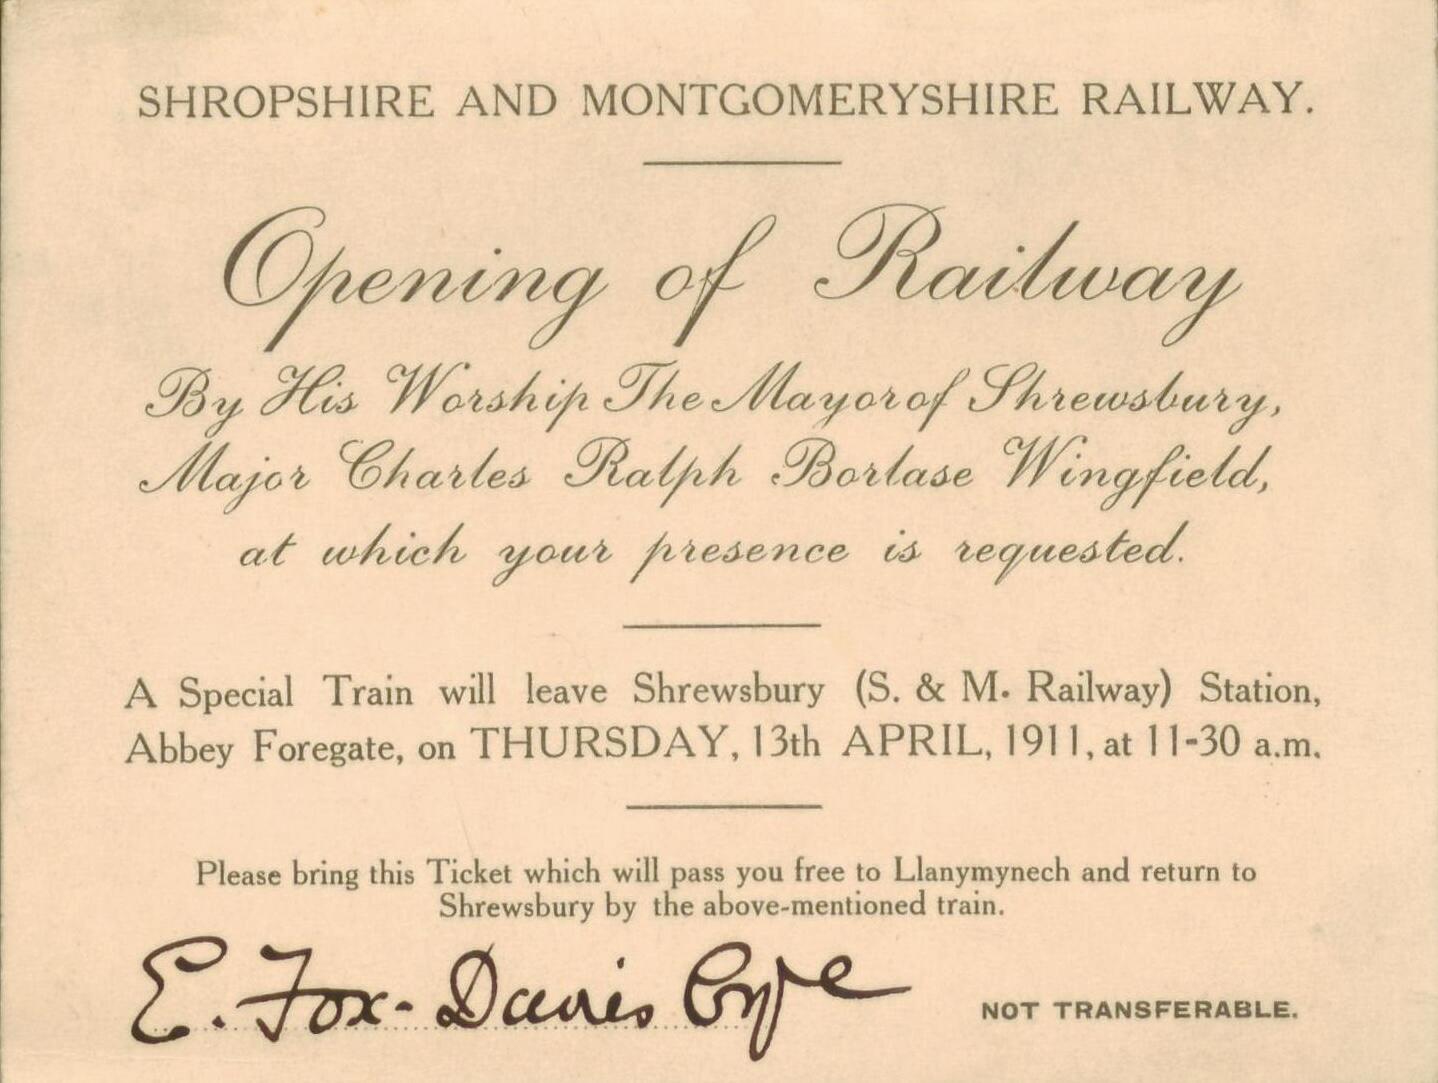 SHROPSHIRE AND MONTGOMERYSHIRE RAILWAY.
Opening of Railway
By His Worship The Mayor of Shrewsbury,
Major Charles Ralph Borlase Wingfield,
at which your presence is requested.
A Special Train will leave Shrewsbury (S. & M. Railway) Station,
Abbey Foregate, on THURSDAY, 13th APRIL, 1911, at 11-30 a.m.
Please bring this Ticket which will pass you free to Llanymynech and return to
Shrewsbury by the above-mentioned train.
E. Fox-Davies
NOT TRANSFERABLE.